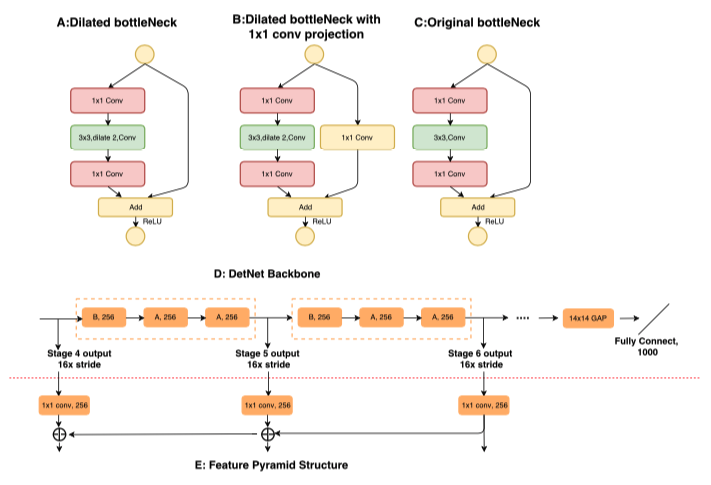 A:Dilated bottleNeck
B:Dilated bottleNeck with
1x1 conv projection
C:Original bottleNeck
1x1 Conv
3x3,dilate 2,Conv
1x1 Conv
Add
ReLU
1x1 Conv
3x3,dilate 2,Conv
1x1 Conv
1x1 Conv
Add
ReLU
1x1 Conv
3x3,Conv
1x1 Conv
Add
ReLU
D: DetNet Backbone
B, 256
A, 256
A, 256
B, 256
A, 256
A, 256
....
14x14 GAP
Fully Connect,
1000
Stage 4 output
16x stride
Stage 5 output
16x stride
Stage 6 output
16x stride
1x1 conv, 256
1x1 conv, 256
1x1 conv, 256
E: Feature Pyramid Structure